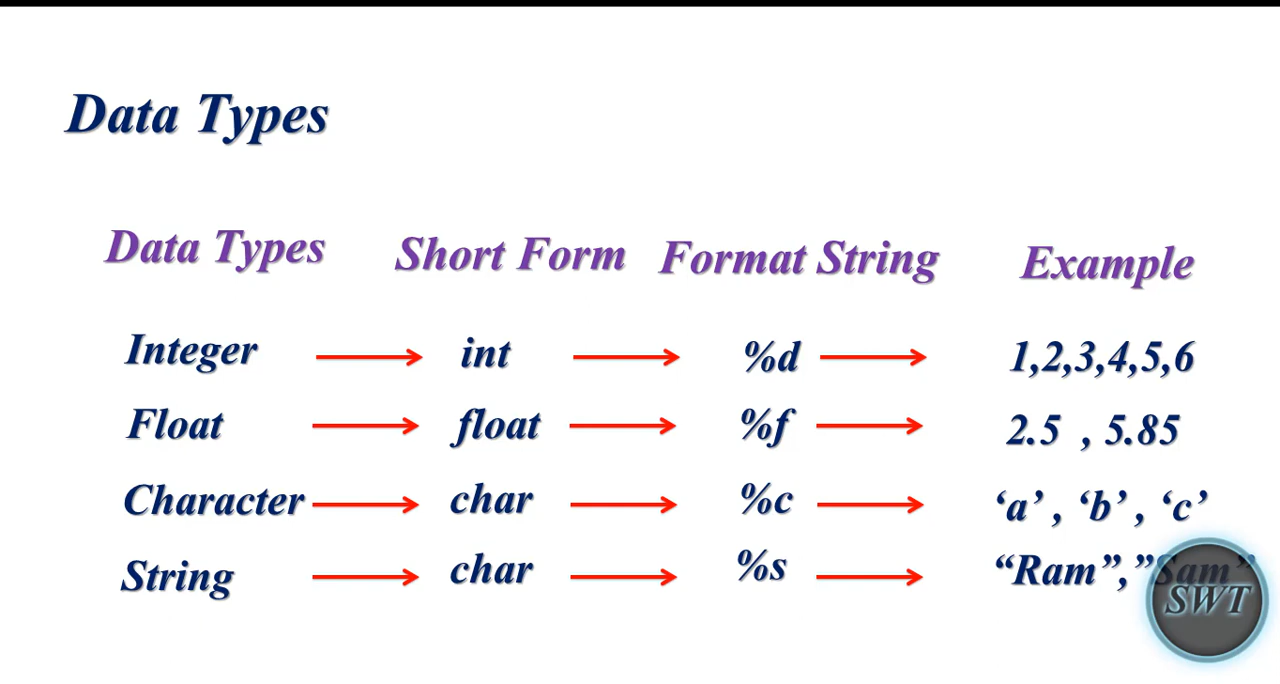 Data Types
Data Types Short Form Format String Example
Integer int %d 1,2,3,4,5,6
Float float %f 2.5 , 5.85
Character char %c ‘a’ , ‘b’ , ‘c’
String char %s “Ram”,”Sam”
SWT